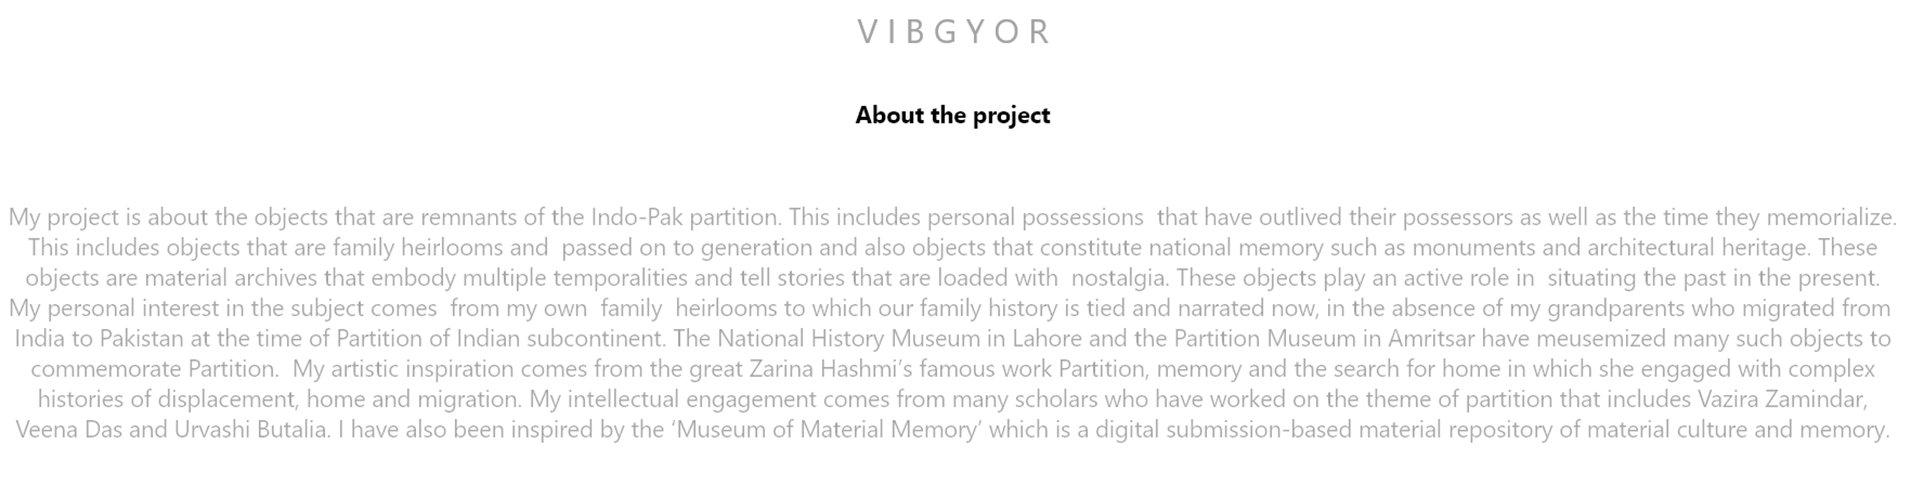 VIBGYOR
About the project
My project is about the objects that are remnants of the Indo-Pak partition. This includes personal possessions  that have outlived their possessors as well as the time they memorialize.
This includes objects that are family heirlooms and  passed on to generation and also objects that constitute national memory such as monuments and architectural heritage. These
objects are material archives that embody multiple temporalities and tell stories that are loaded with  nostalgia. These objects play an active role in  situating the past in the present.
My personal interest in the subject comes  from my own  family  heirlooms to which our family history is tied and narrated now, in the absence of my grandparents who migrated from
India to Pakistan at the time of Partition of Indian subcontinent. The National History Museum in Lahore and the Partition Museum in Amritsar have meusemized many such objects to
commemorate Partition.  My artistic inspiration comes from the great Zarina Hashmi’s famous work Partition, memory and the search for home in which she engaged with complex
histories of displacement, home and migration. My intellectual engagement comes from many scholars who have worked on the theme of partition that includes Vazira Zamindar,
Veena Das and Urvashi Butalia. I have also been inspired by the ‘Museum of Material Memory’ which is a digital submission-based material repository of material culture and memory.